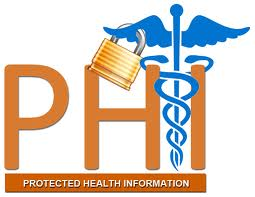 PHI
PROTECTED HEALTH INFORMATION